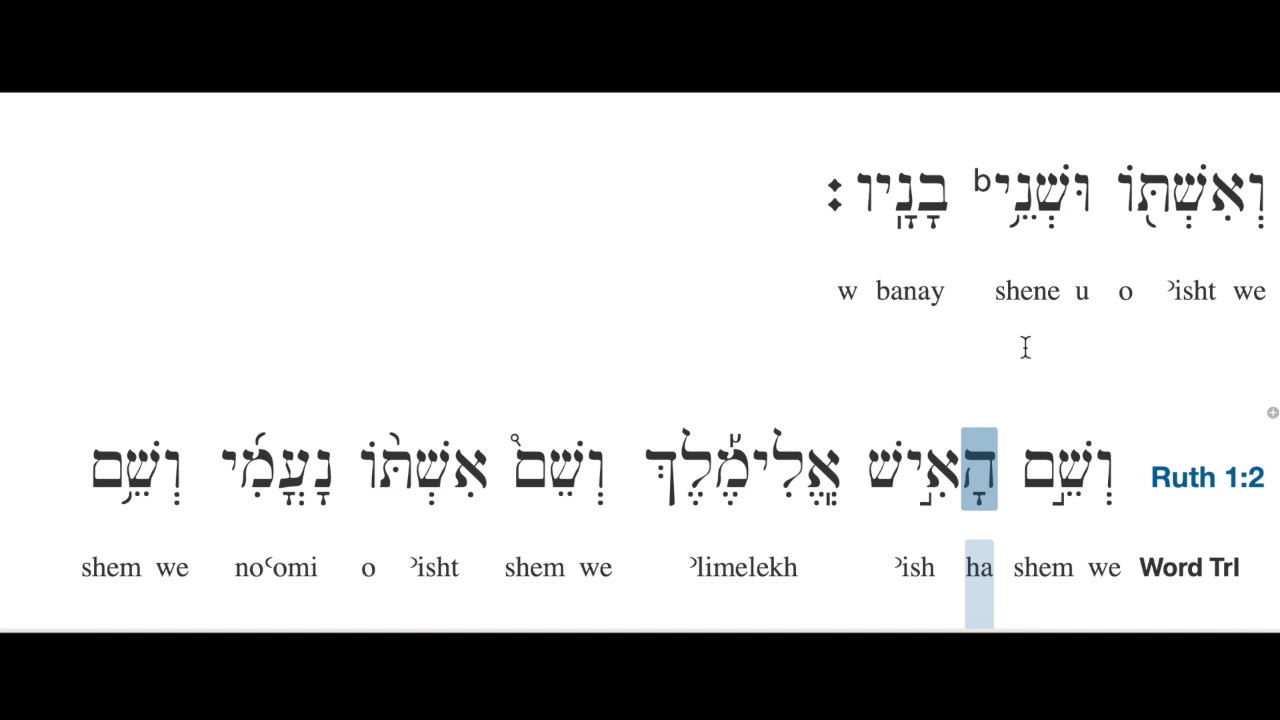 וְאִשְׁתּ֖וֹ וּשְׁנֵ֥י ᵇ בָנָֽיו׃
w banay shene u o ʾisht we
Ruth 1:2 וְשֵׁ֣ם הָאִ֣ישׁ אֱ‍ֽלִימֶ֡לֶךְ וְשֵׁם֩ אִשְׁתּ֨וֹ נָעֳמִ֜י וְשֵׁ֥ם
shem we noʿomi o ʾisht shem we ʾlimelekh ʾish ha shem we Word Trl